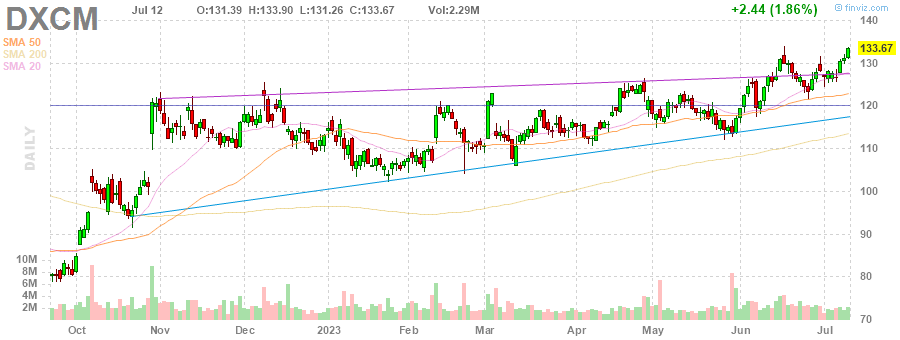 DXCM Jul 12 O:131.39 H:133.90 L:131.26 C:133.67 Vol:2.29M +2.44 (1.86%) finviz.com
SMA 50
SMA 200
SMA 20
DAILY
140
133.67
130
120
110
100
90
80
70
10M
8M
6M
4M
2M
Oct Nov Dec 2023 Feb Mar Apr May Jun Jul